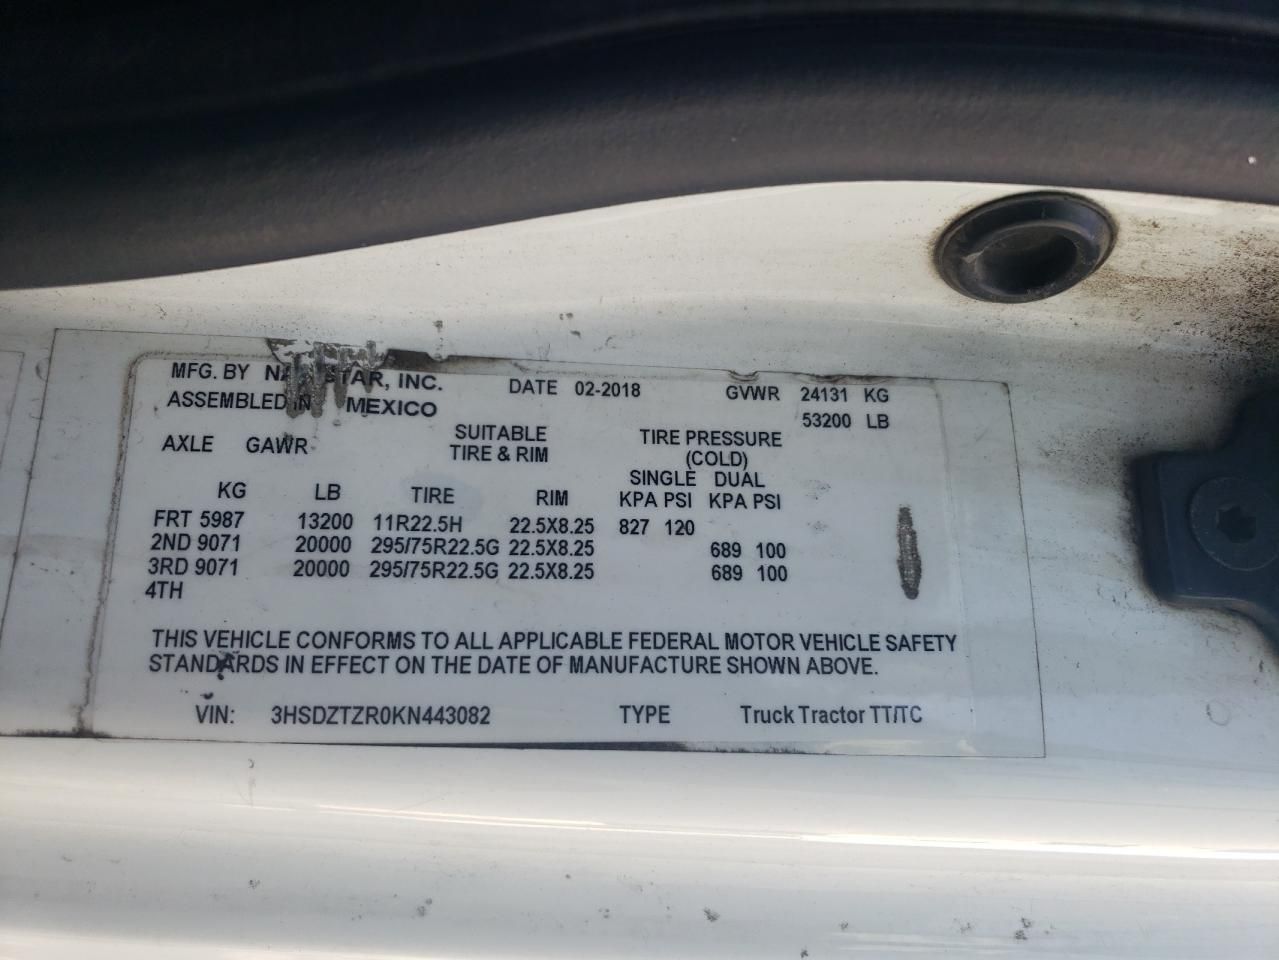 MFG. BY NAVISTAR, INC. DATE 02-2018 GVWR 24131 KG
ASSEMBLED IN MEXICO 53200 LB
AXLE GAWR SUITABLE TIRE & RIM TIRE PRESSURE (COLD)
SINGLE DUAL
KG LB TIRE RIM KPA PSI KPA PSI
FRT 5987 13200 11R22.5H 22.5X8.25 827 120
2ND 9071 20000 295/75R22.5G 22.5X8.25 689 100
3RD 9071 20000 295/75R22.5G 22.5X8.25 689 100
4TH
THIS VEHICLE CONFORMS TO ALL APPLICABLE FEDERAL MOTOR VEHICLE SAFETY
STANDARDS IN EFFECT ON THE DATE OF MANUFACTURE SHOWN ABOVE.
VIN: 3HSDZTZR0KN443082 TYPE Truck Tractor TT/TC